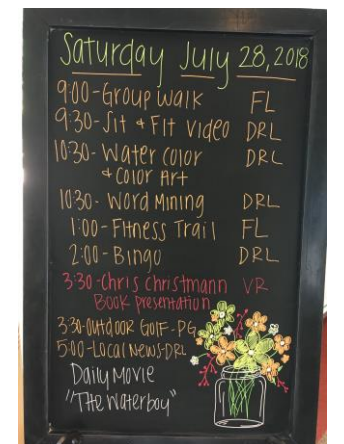 Saturday July 28, 2018
9:00-Group Walk FL
9:30-Sit & Fit Video DRL
10:30-Water Color DRL
& Color Art
10:30-Word Mining DRL
1:00-Fitness Trail FL
2:00-Bingo DRL
3:30-Chris Christmann VR
Book Presentation
3:30-Outdoor Golf-PG
5:00-Local News-DRL
Daily Movie
"The Waterboy"